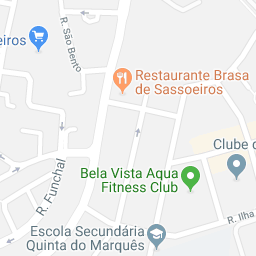 R. São Bento
eiros
Restaurante Brasa
de Sassoeiros
Clube d
Bela Vista Aqua
Fitness Club
R. Funchal
R. Ilha
Escola Secundária
Quinta do Marquês